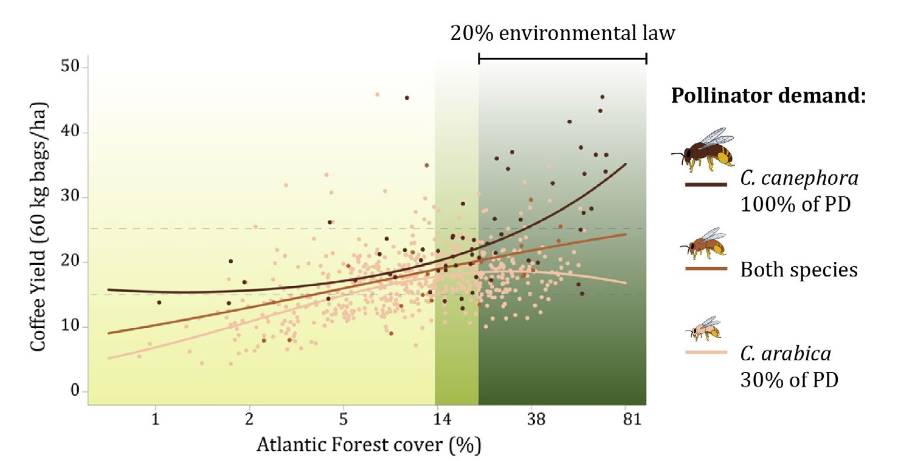 20% environmental law
50
40
30
20
10
0
Coffee Yield (60 kg bags/ha)
1 2 5 14 38 81
Atlantic Forest cover (%)
Pollinator demand:
C. canephora
100% of PD
Both species
C. arabica
30% of PD